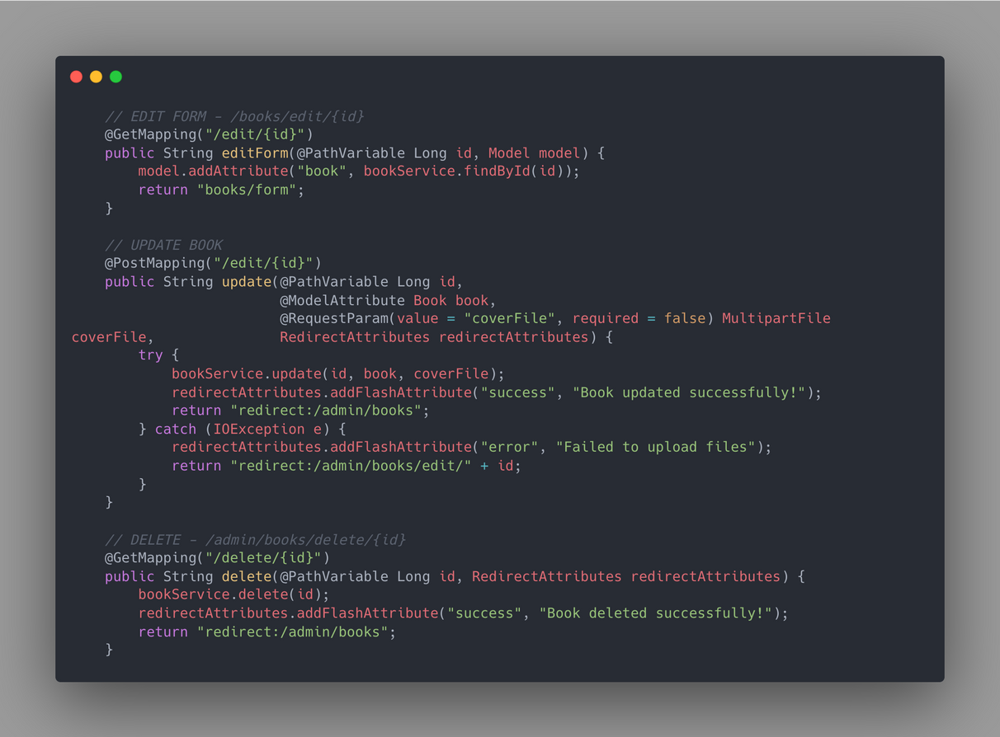 // EDIT FORM – /books/edit/{id}
@GetMapping("/edit/{id}")
public String editForm(@PathVariable Long id, Model model) {
    model.addAttribute("book", bookService.findById(id));
    return "books/form";
}

// UPDATE BOOK
@PostMapping("/edit/{id}")
public String update(@PathVariable Long id,
                     @ModelAttribute Book book,
                     @RequestParam(value = "coverFile", required = false) MultipartFile
coverFile,               RedirectAttributes redirectAttributes) {
    try {
        bookService.update(id, book, coverFile);
        redirectAttributes.addFlashAttribute("success", "Book updated successfully!");
        return "redirect:/admin/books";
    } catch (IOException e) {
        redirectAttributes.addFlashAttribute("error", "Failed to upload files");
        return "redirect:/admin/books/edit/" + id;
    }
}

// DELETE – /admin/books/delete/{id}
@GetMapping("/delete/{id}")
public String delete(@PathVariable Long id, RedirectAttributes redirectAttributes) {
    bookService.delete(id);
    redirectAttributes.addFlashAttribute("success", "Book deleted successfully!");
    return "redirect:/admin/books";
}